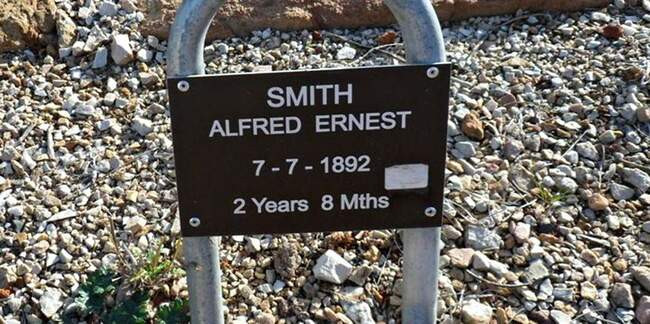 SMITH
ALFRED ERNEST
7 - 7 - 1892
2 Years 8 Mths